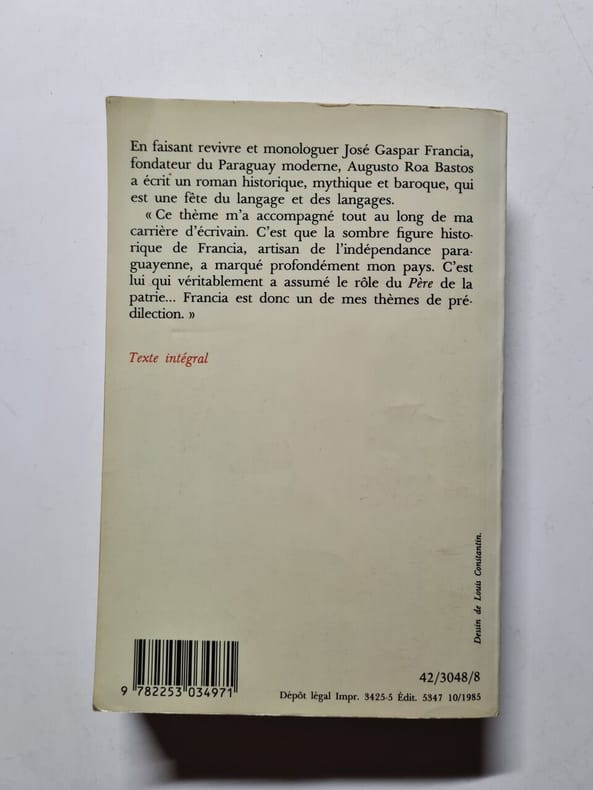 En faisant revivre et monologuer José Gaspar Francia,
fondateur du Paraguay moderne, Augusto Roa Bastos
a écrit un roman historique, mythique et baroque, qui
est une fête du langage et des langages.
« Ce thème m'a accompagné tout au long de ma
carrière d'écrivain. C'est que la sombre figure histo-
rique de Francia, artisan de l'indépendance para-
guayenne, a marqué profondément mon pays. C'est
lui qui véritablement a assumé le rôle du Père de la
patrie... Francia est donc un de mes thèmes de pré-
dilection. »
Texte intégral
Dessin de Louis Constantin.
9 782253 034971
42/3048/8
Dépôt légal Impr. 3425-5 Édit. 5347 10/1985